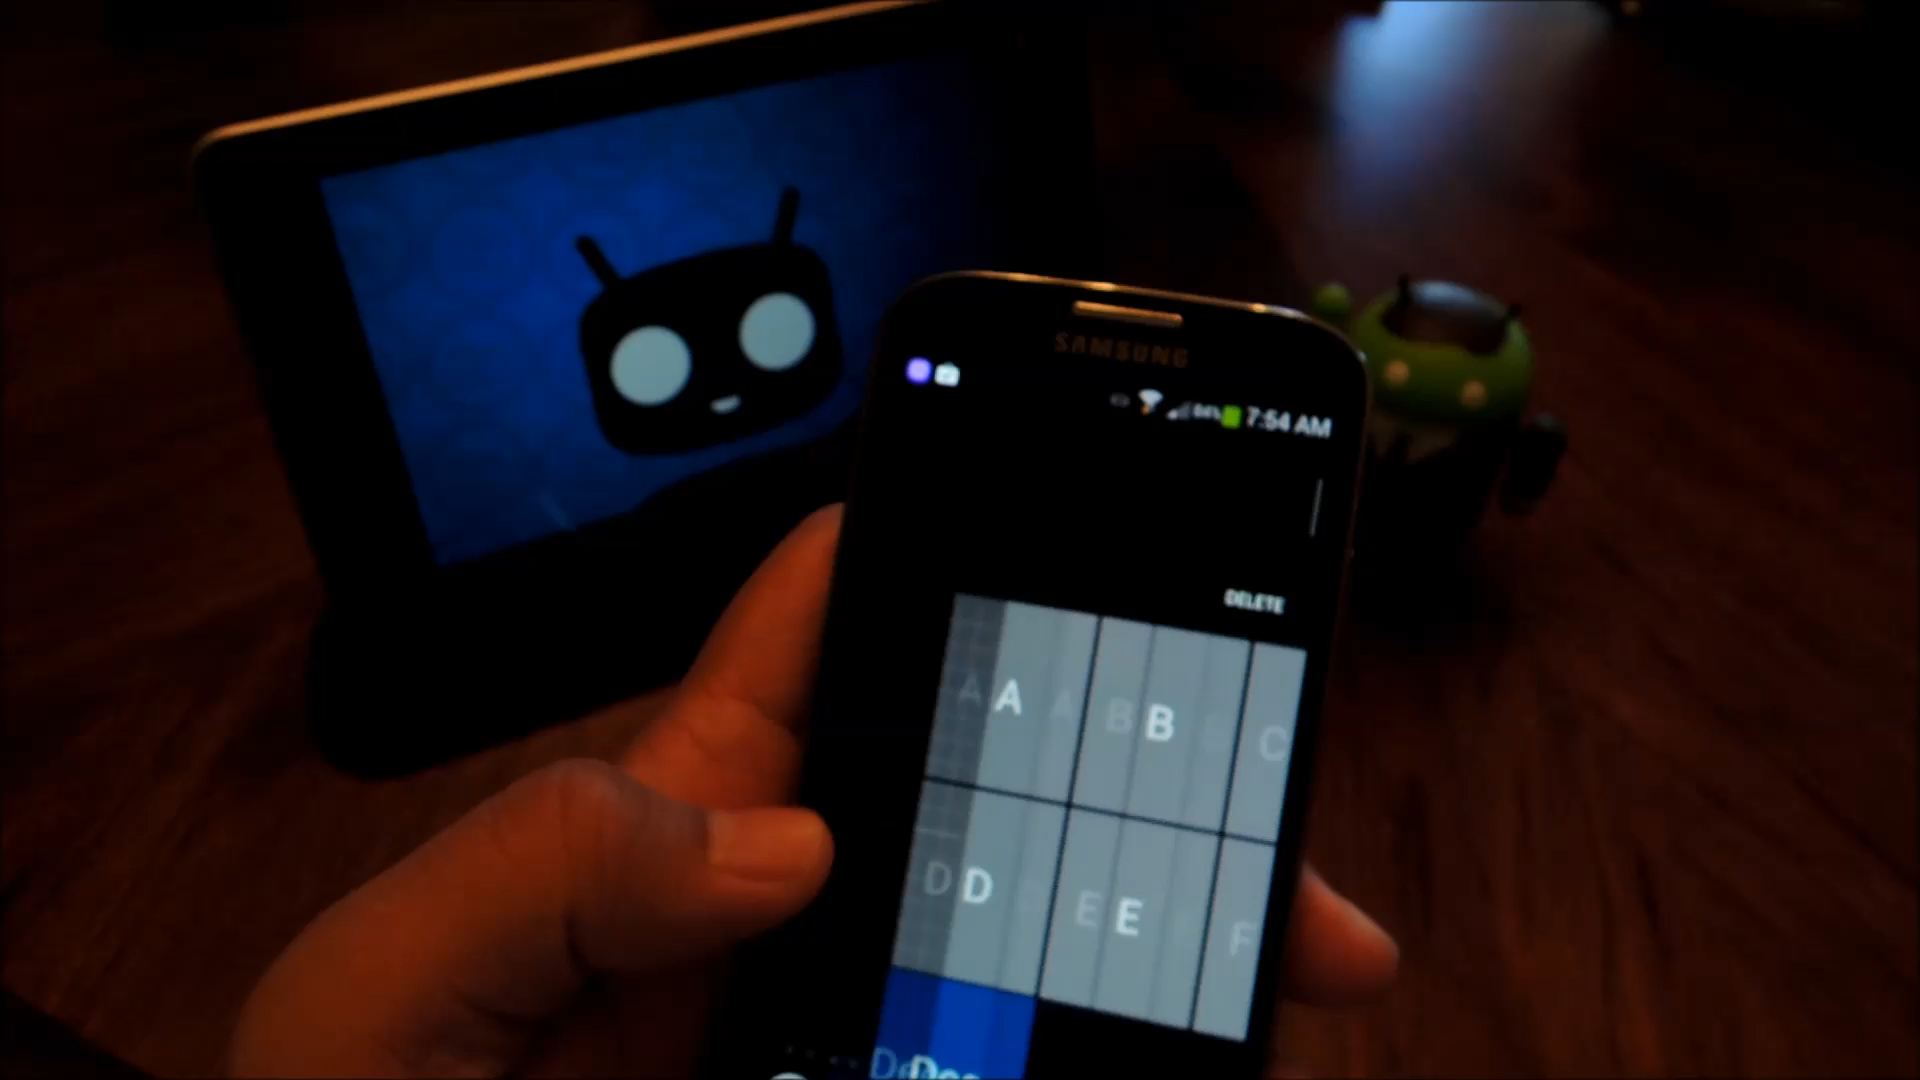 SAMSUNG
7:54 AM
DELETE
A A A B B C
D D E E F